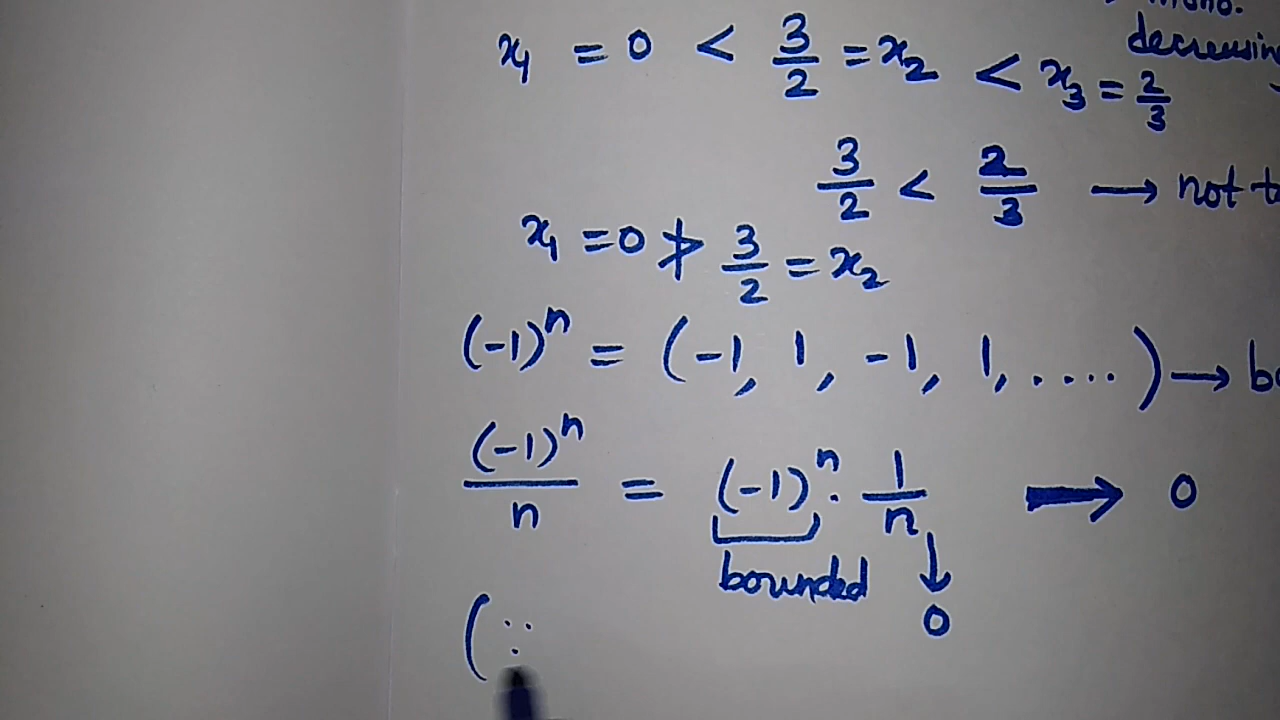 mono.
decreasing
x₁ = 0 < 3/2 = x₂ < x₃ = 2/3
3/2 < 2/3 → not
x₁ = 0 ≯ 3/2 = x₂
(-1)ⁿ = (-1, 1, -1, 1, ....) →
(-1)ⁿ/n = (-1)ⁿ · 1/n → 0
bounded ↓
0
(∵